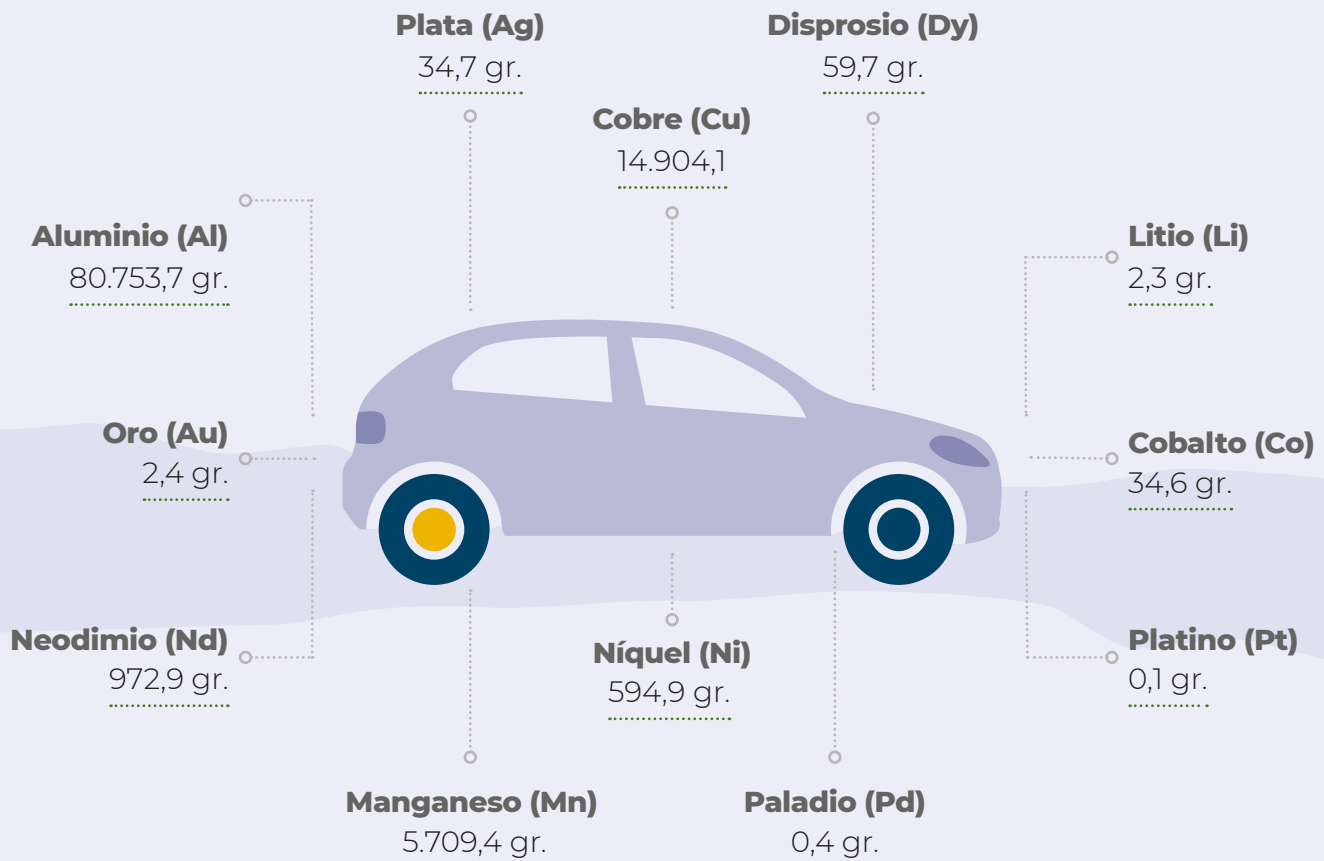 Plata (Ag)
34,7 gr.
Disprosio (Dy)
59,7 gr.
Cobre (Cu)
14.904,1
Aluminio (Al)
80.753,7 gr.
Litio (Li)
2,3 gr.
Oro (Au)
2,4 gr.
Cobalto (Co)
34,6 gr.
Neodimio (Nd)
972,9 gr.
Níquel (Ni)
594,9 gr.
Platino (Pt)
0,1 gr.
Manganeso (Mn)
5.709,4 gr.
Paladio (Pd)
0,4 gr.